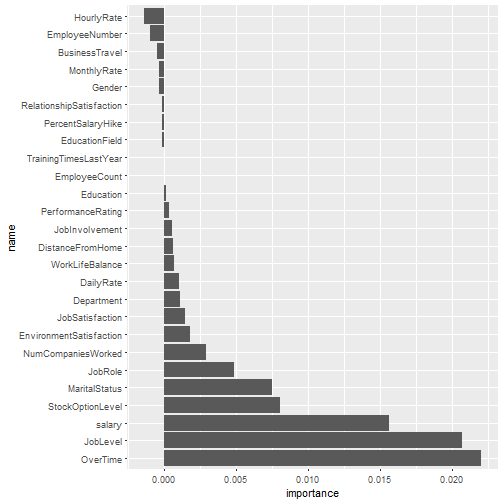 HourlyRate
EmployeeNumber
BusinessTravel
MonthlyRate
Gender
RelationshipSatisfaction
PercentSalaryHike
EducationField
TrainingTimesLastYear
EmployeeCount
Education
PerformanceRating
JobInvolvement
DistanceFromHome
WorkLifeBalance
DailyRate
Department
JobSatisfaction
EnvironmentSatisfaction
NumCompaniesWorked
JobRole
MaritalStatus
StockOptionLevel
salary
JobLevel
OverTime
name
0.000 0.005 0.010 0.015 0.020
importance